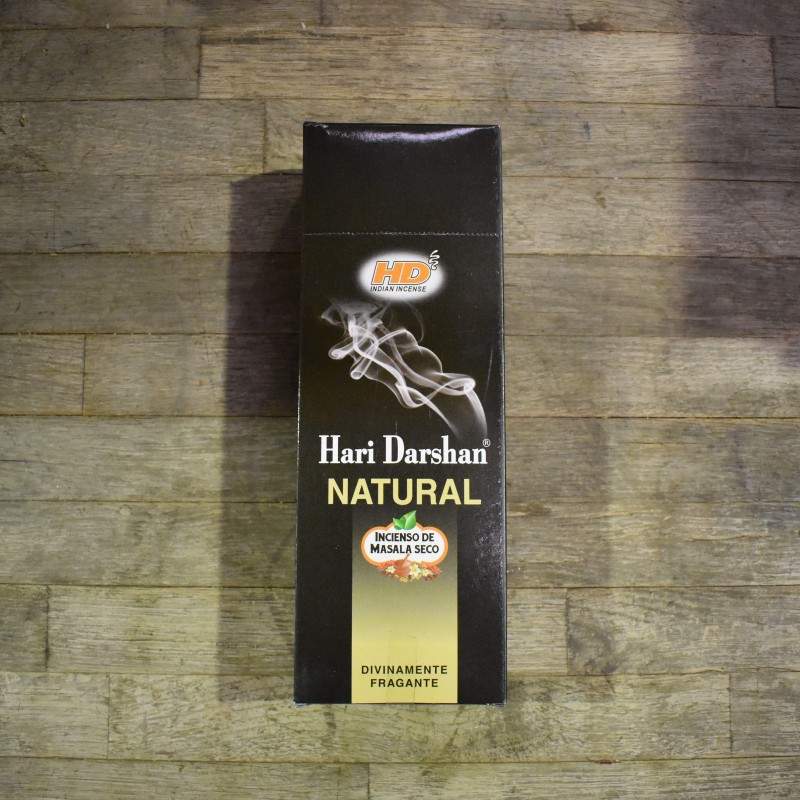 HD
INDIAN INCENSE
Hari Darshan®
NATURAL
INCIENSO DE
MASALA SECO
DIVINAMENTE
FRAGANTE